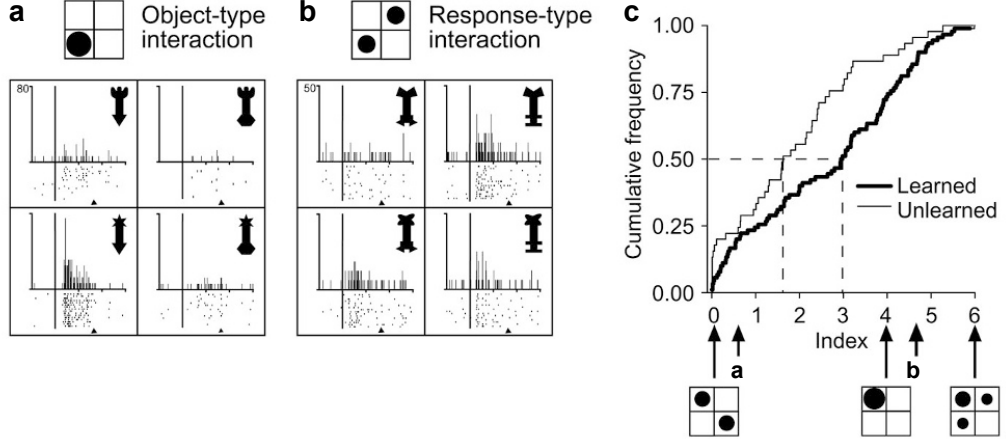 a
Object-type
interaction
80
b
Response-type
interaction
50
c
Cumulative frequency
1.00
0.75
0.50
0.25
0.00
Learned
Unlearned
0 1 2 3 4 5 6
Index
a
b